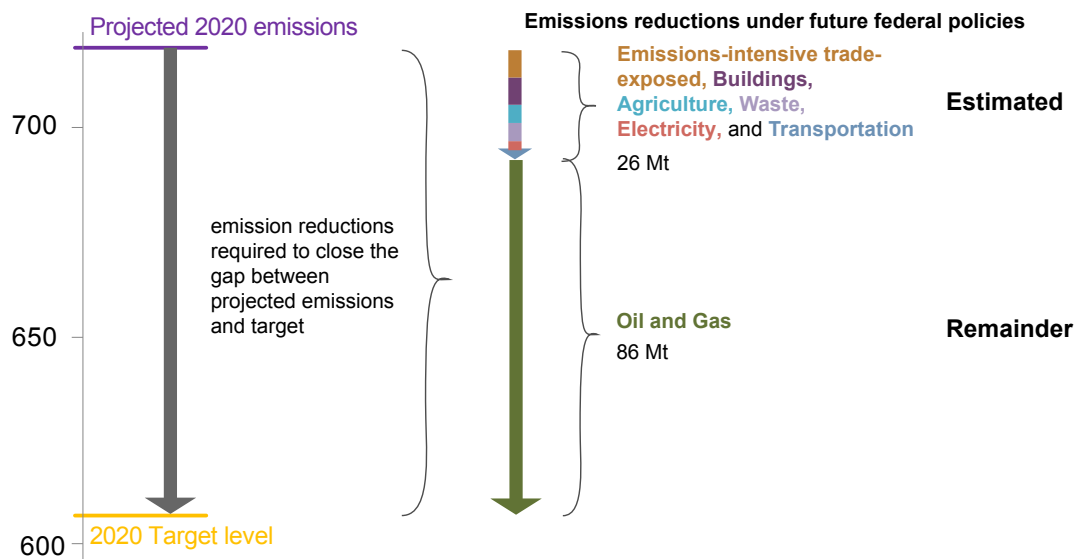 Projected 2020 emissions
Emissions reductions under future federal policies
700
650
600
emission reductions
required to close the
gap between
projected emissions
and target
2020 Target level
Emissions-intensive trade-
exposed, Buildings,
Agriculture, Waste,
Electricity, and Transportation
26 Mt
Estimated
Oil and Gas
86 Mt
Remainder